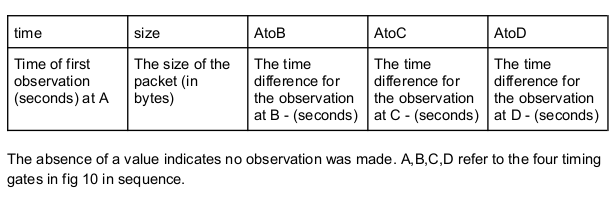 time size AtoB AtoC AtoD
Time of first observation (seconds) at A
The size of the packet (in bytes)
The time difference for the observation at B - (seconds)
The time difference for the observation at C - (seconds)
The time difference for the observation at D - (seconds)
The absence of a value indicates no observation was made. A,B,C,D refer to the four timing
gates in fig 10 in sequence.